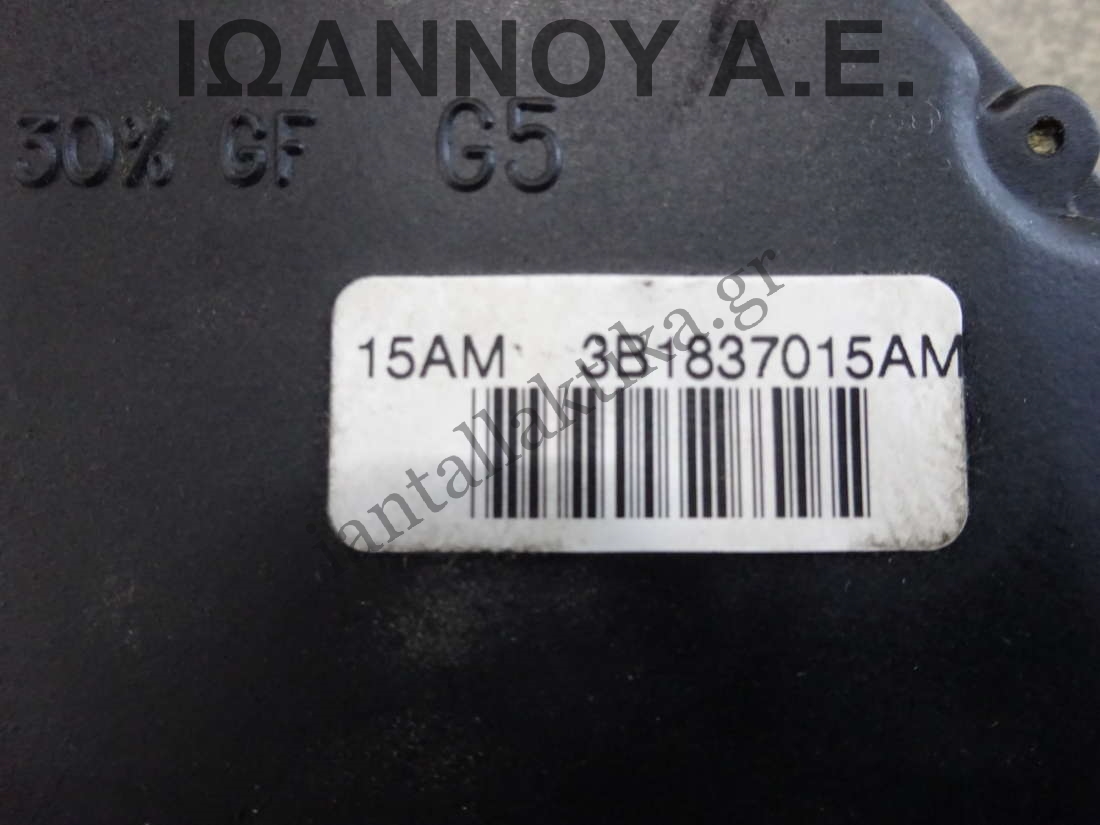 ΙΩΑΝΝΟΥ Α.Ε.
30% GF G5
15AM 3B1837015AM
antallaktika.gr